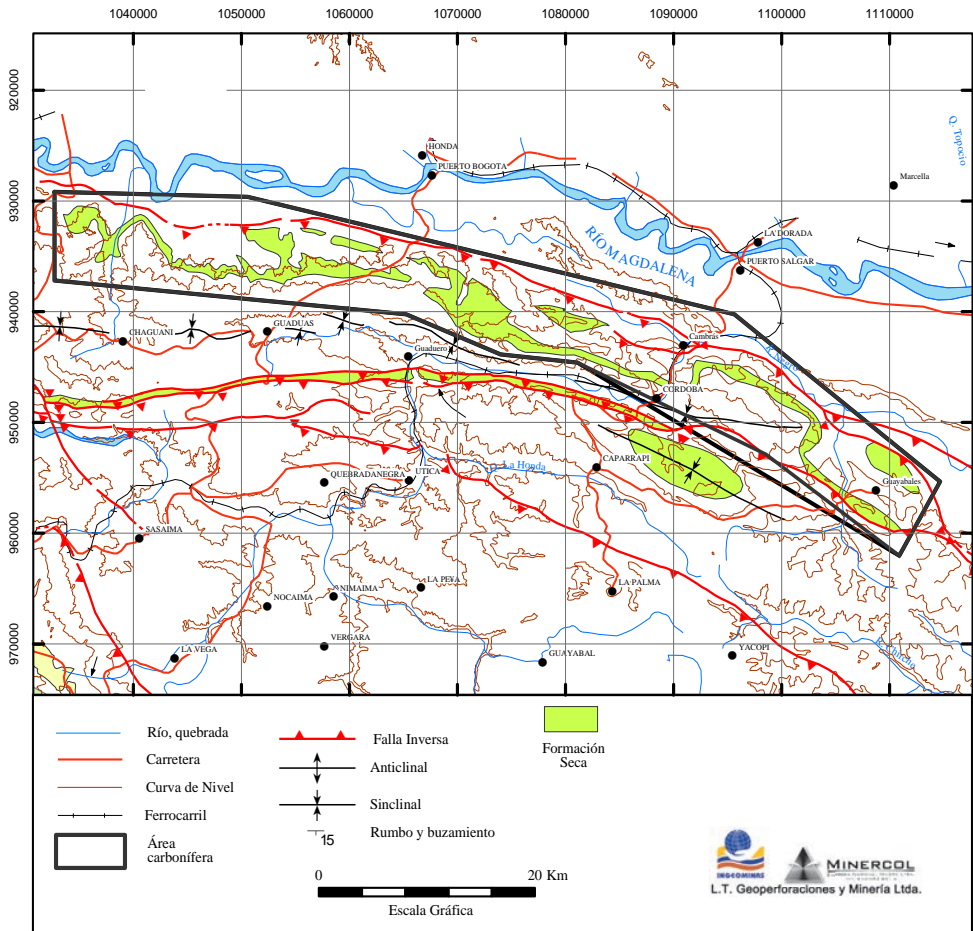 1040000 1050000 1060000 1070000 1080000 1090000 1100000 1110000
920000
930000
940000
950000
960000
970000
HONDA
PUERTO BOGOTA
Q. Topocio
Marcella
RÍO MAGDALENA
LA DORADA
PUERTO SALGAR
CHAGUANI
GUADUAS
Guaduero
Cambrás
CORDOBA
QUEBRADANEGRA
UTICA
La Honda
CAPARRAPI
Guayabales
SASAIMA
NOCAIMA
NIMAIMA
LA PEÑA
LA PALMA
VERGARA
LA VEGA
GUAYABAL
YACOPI
Río, quebrada
Carretera
Curva de Nivel
Ferrocarril
Área
carbonífera
Falla Inversa
Anticlinal
Sinclinal
15
Rumbo y buzamiento
Formación
Seca
0 20 Km
Escala Gráfica
INGEOMINAS
MINERCOL
L.T. Geoperforaciones y Minería Ltda.